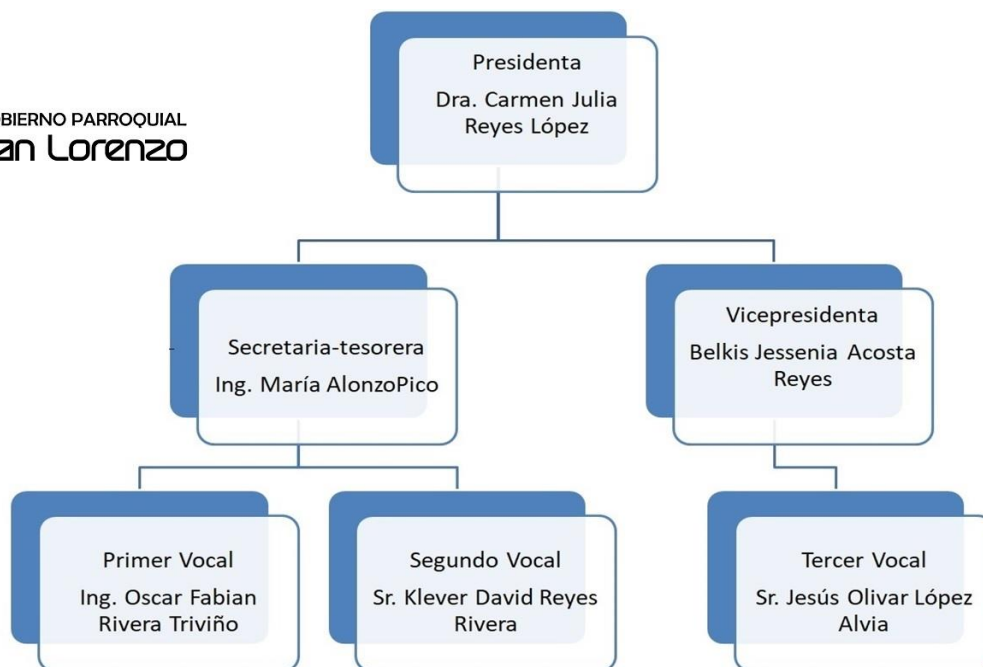 Presidenta
Dra. Carmen Julia
Reyes López
OBIERNO PARROQUIAL
an Lorenzo
Secretaria-tesorera
Ing. María AlonzoPico
Vicepresidenta
Belkis Jessenia Acosta
Reyes
Primer Vocal
Ing. Oscar Fabian
Rivera Triviño
Segundo Vocal
Sr. Klever David Reyes
Rivera
Tercer Vocal
Sr. Jesús Olivar López
Alvia